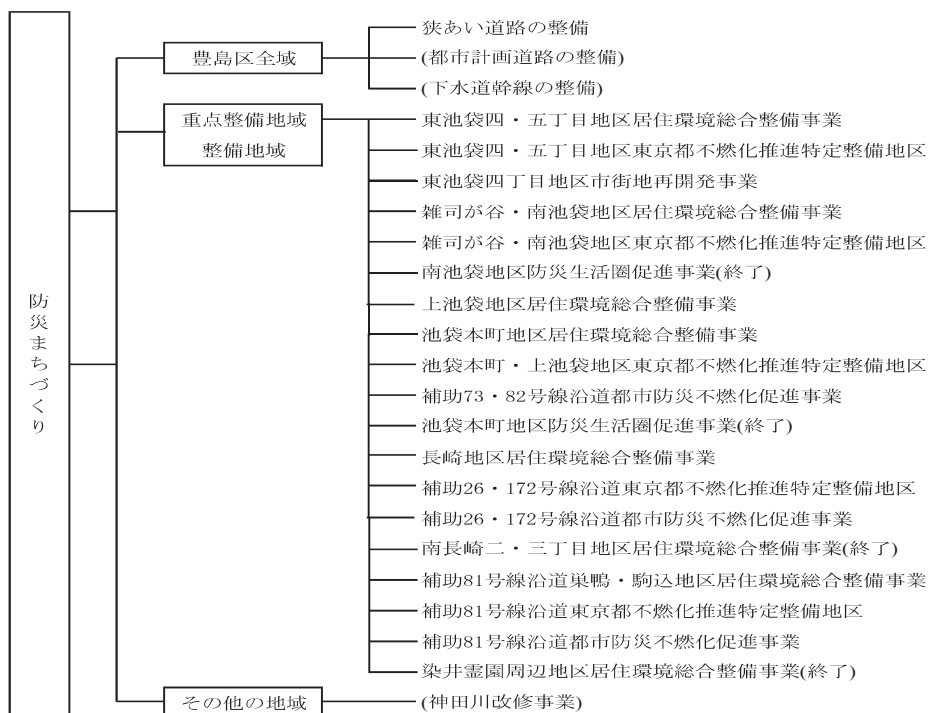 防災まちづくり
豊島区全域
狭あい道路の整備
(都市計画道路の整備)
(下水道幹線の整備)
重点整備地域
整備地域
東池袋四・五丁目地区居住環境総合整備事業
東池袋四・五丁目地区東京都不燃化推進特定整備地区
東池袋四丁目地区市街地再開発事業
雑司が谷・南池袋地区居住環境総合整備事業
雑司が谷・南池袋地区東京都不燃化推進特定整備地区
南池袋地区防災生活圏促進事業(終了)
上池袋地区居住環境総合整備事業
池袋本町地区居住環境総合整備事業
池袋本町・上池袋地区東京都不燃化推進特定整備地区
補助73・82号線沿道都市防災不燃化促進事業
池袋本町地区防災生活圏促進事業(終了)
長崎地区居住環境総合整備事業
補助26・172号線沿道東京都不燃化推進特定整備地区
補助26・172号線沿道都市防災不燃化促進事業
南長崎二・三丁目地区居住環境総合整備事業(終了)
補助81号線沿道巣鴨・駒込地区居住環境総合整備事業
補助81号線沿道東京都不燃化推進特定整備地区
補助81号線沿道都市防災不燃化促進事業
染井霊園周辺地区居住環境総合整備事業(終了)
その他の地域
(神田川改修事業)